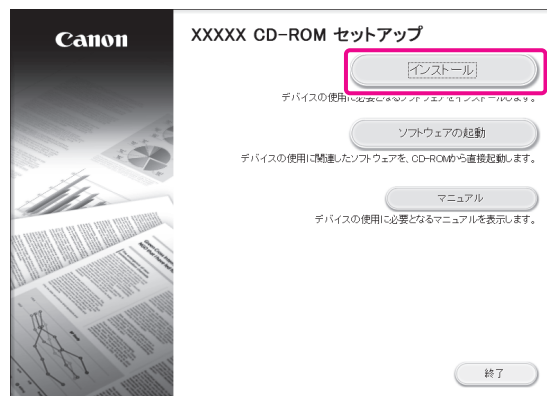 Canon
XXXXX CD-ROM セットアップ
インストール
デバイスの使用に必要となるソフトウェアをインストールします。
ソフトウェアの起動
デバイスの使用に関連したソフトウェアを、CD-ROMから直接起動します。
マニュアル
デバイスの使用に必要となるマニュアルを表示します。
終了